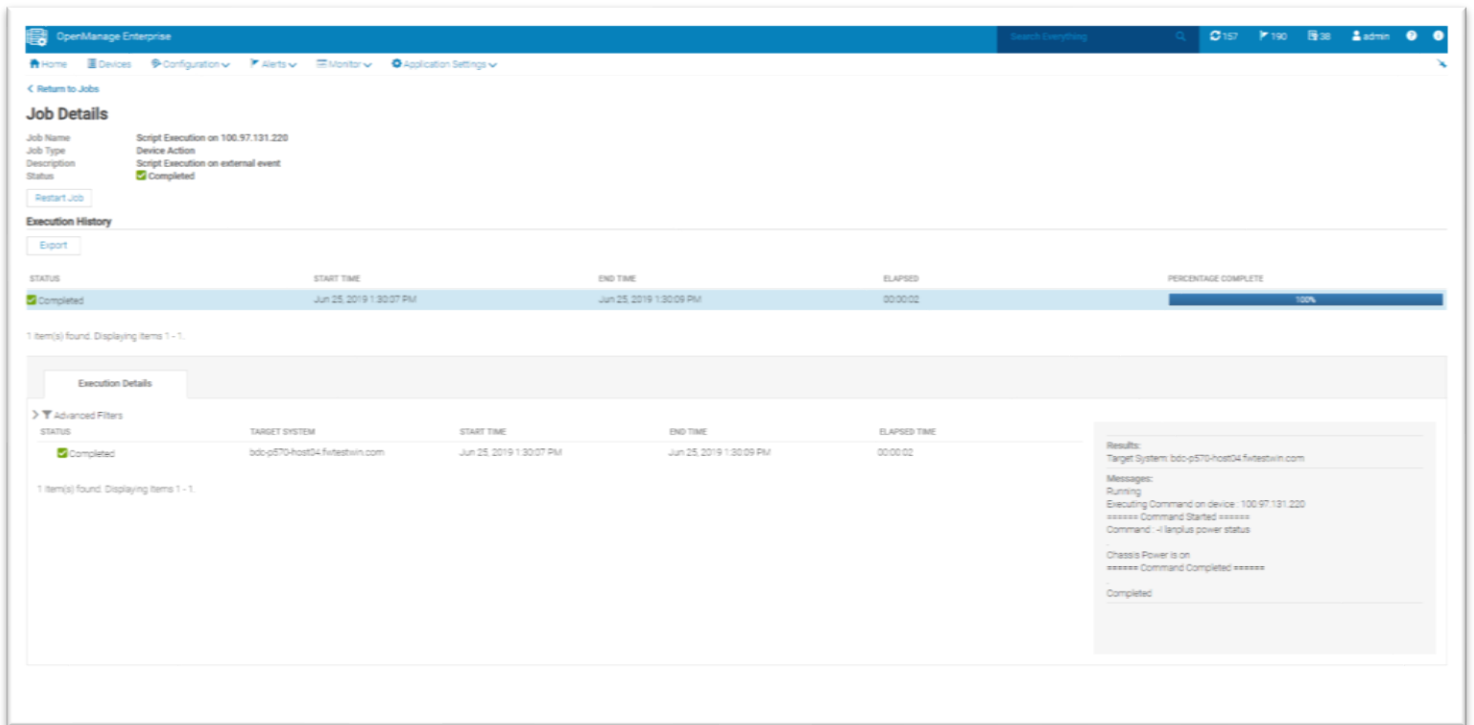 OpenManage Enterprise
Search Everything
157
190
38
admin
Home Devices Configuration Alerts Monitor Application Settings
Return to Jobs
Job Details
Job Name Script Execution on 100.97.131.220
Job Type Device Action
Description Script Execution on external event
Status Completed
Restart Job
Execution History
Export
STATUS START TIME END TIME ELAPSED PERCENTAGE COMPLETE
Completed Jun 25, 2019 1:30:07 PM Jun 25, 2019 1:30:09 PM 00:00:02 100%
1 item(s) found. Displaying items 1 - 1.
Execution Details
Advanced Filters
STATUS TARGET SYSTEM START TIME END TIME ELAPSED TIME
Completed bdc-p570-host04.fwtestwin.com Jun 25, 2019 1:30:07 PM Jun 25, 2019 1:30:09 PM 00:00:02
1 item(s) found. Displaying items 1 - 1.
Results:
Target System: bdc-p570-host04.fwtestwin.com
Messages:
Running
Executing Command on device : 100.97.131.220
====== Command Started ======
Command : -I lanplus power status
.
Chassis Power is on
====== Command Completed ======
.
Completed